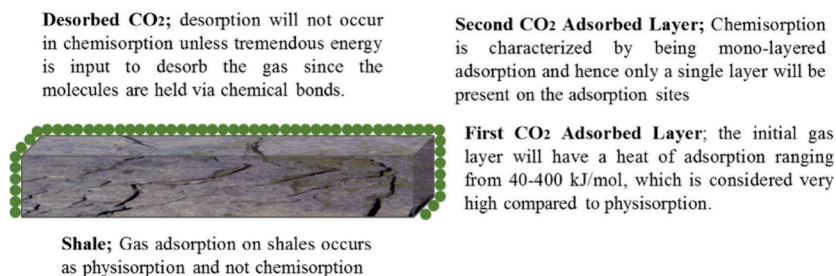 Desorbed CO2; desorption will not occur
in chemisorption unless tremendous energy
is input to desorb the gas since the
molecules are held via chemical bonds.
Second CO2 Adsorbed Layer; Chemisorption
is characterized by being mono-layered
adsorption and hence only a single layer will be
present on the adsorption sites
First CO2 Adsorbed Layer; the initial gas
layer will have a heat of adsorption ranging
from 40-400 kJ/mol, which is considered very
high compared to physisorption.
Shale; Gas adsorption on shales occurs
as physisorption and not chemisorption